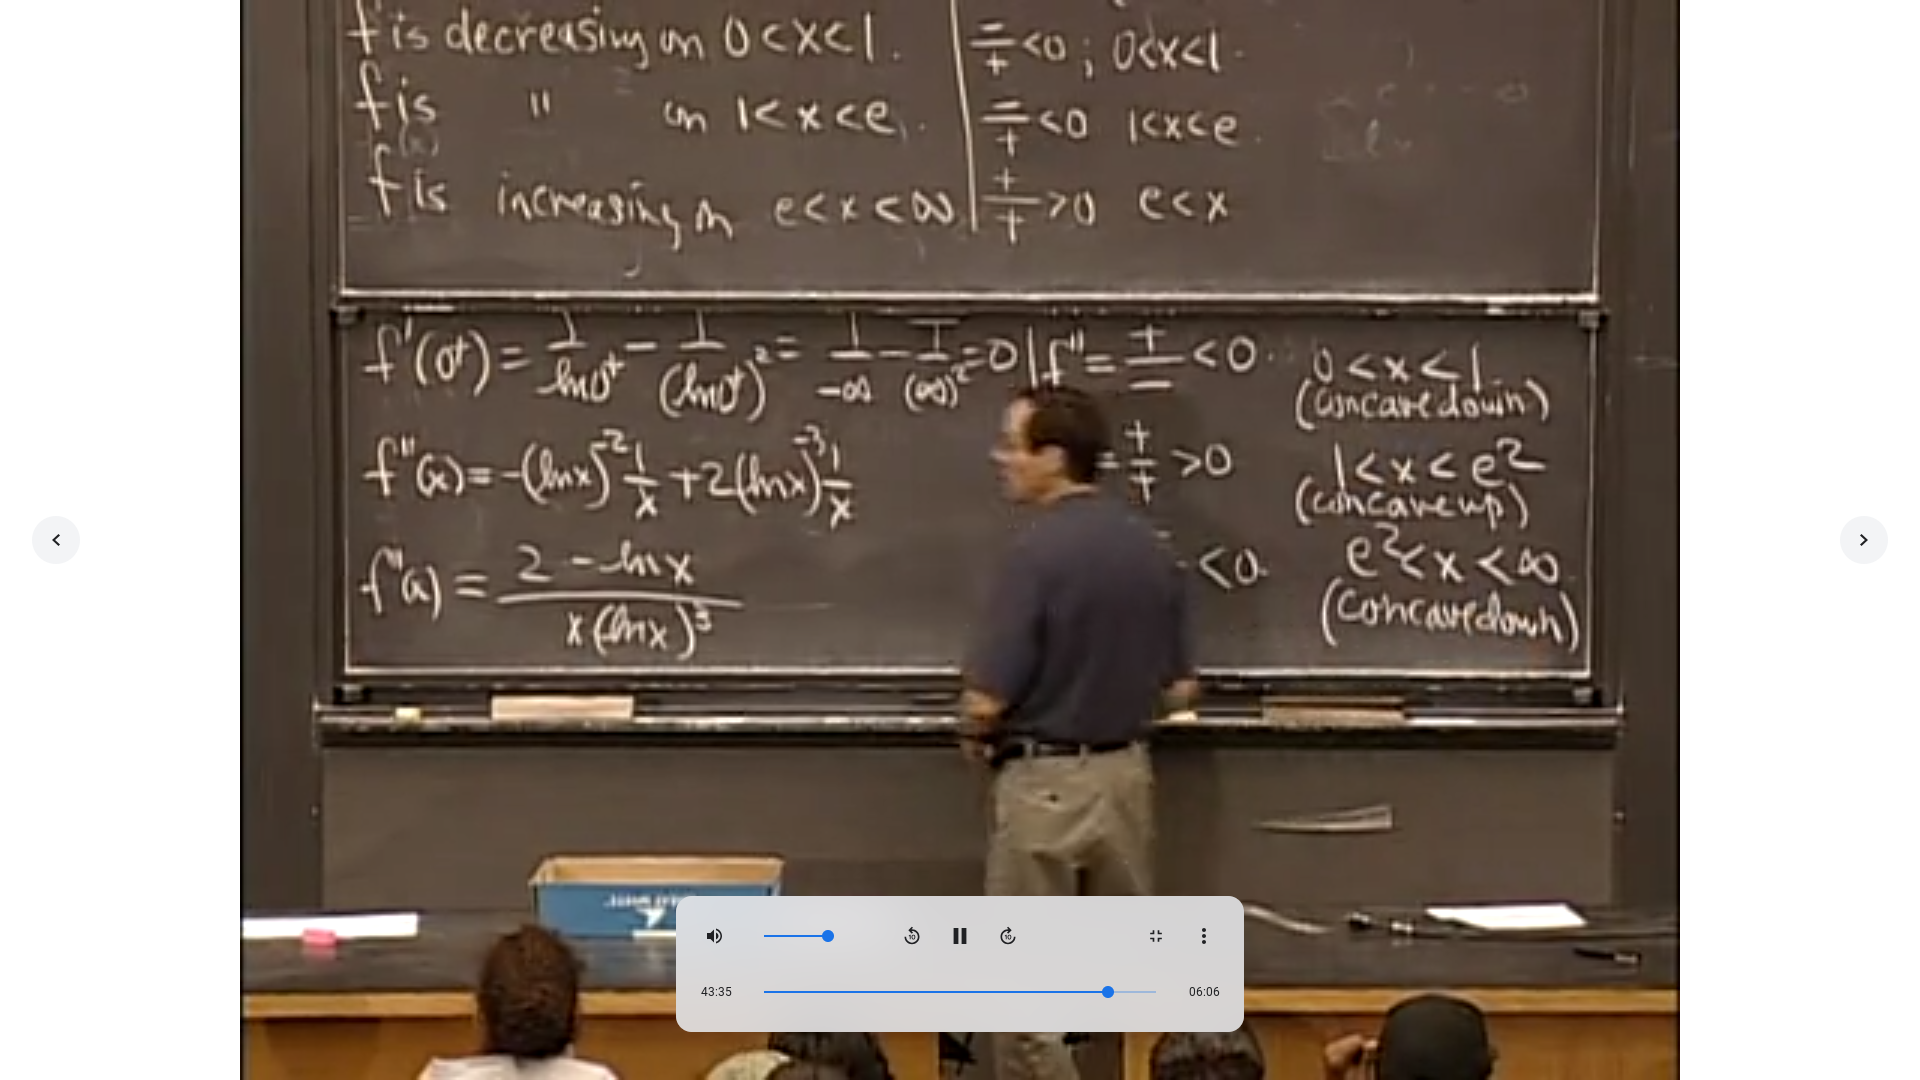 f is decreasing on 0<x<1. | −/+ <0 ; 0<x<1.
f is " on 1<x<e. | −/+ <0 1<x<e.
f(x) is increasing on e<x<∞ | +/+ >0 e<x
f'(0⁺) = 1/ln0⁺ − 1/(ln0⁺)² = 1/−∞ − 1/(∞)² = 0 | f'' = +/− <0. 0<x<1
(concave down)
f''(x) = −(lnx)⁻² 1/x + 2(lnx)⁻³ 1/x = +/+ >0 1<x<e²
(concave up)
f''(x) = (2 − lnx)/(x(lnx)³) <0. e²<x<∞
(concave down)
10 10
43:35 06:06